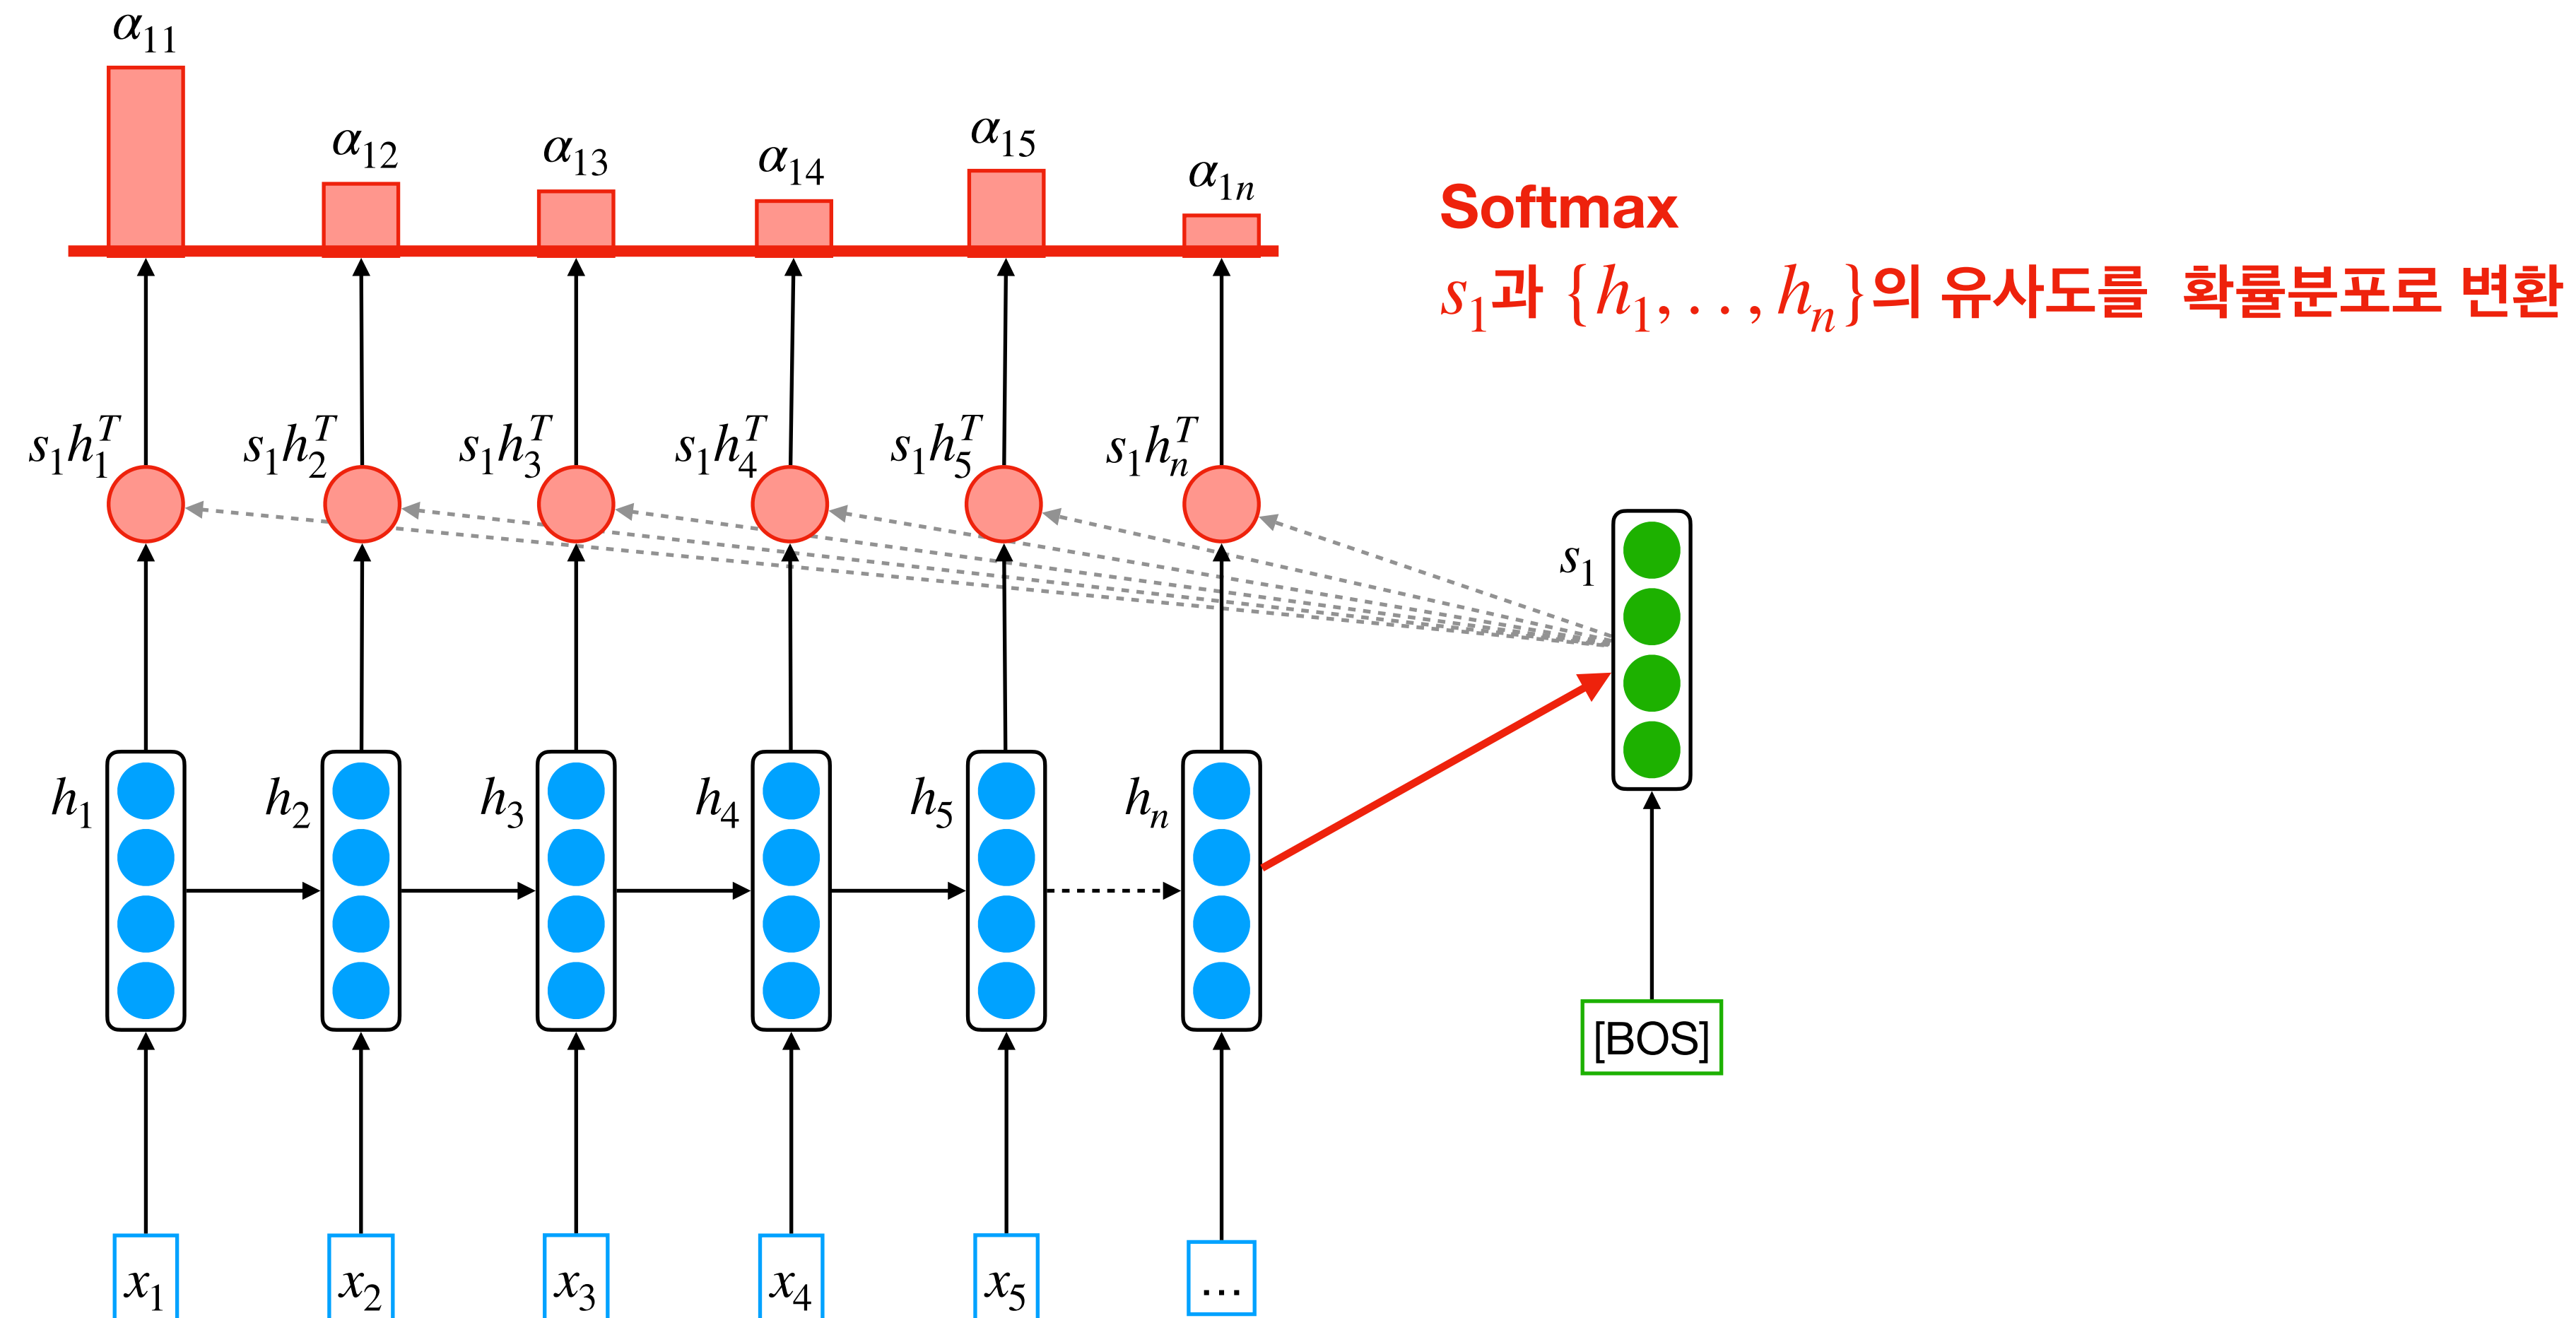 α₁₁
α₁₂ α₁₃ α₁₄ α₁₅ α₁ₙ
Softmax
s₁과 {h₁, . . , hₙ}의 유사도를 확률분포로 변환
s₁h₁ᵀ s₁h₂ᵀ s₁h₃ᵀ s₁h₄ᵀ s₁h₅ᵀ s₁hₙᵀ
s₁
h₁ h₂ h₃ h₄ h₅ hₙ
[BOS]
x₁ x₂ x₃ x₄ x₅ ...